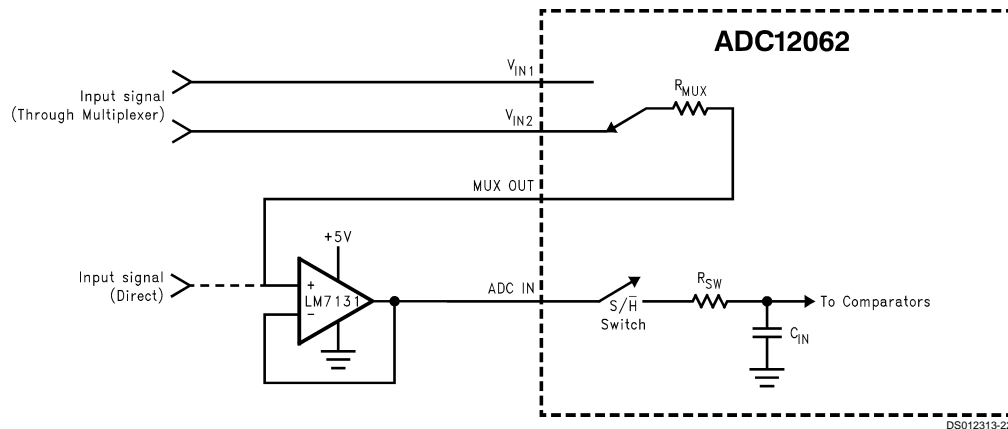 ADC12062
V_IN1
R_MUX
Input signal
(Through Multiplexer)
V_IN2
MUX OUT
+5V
Input signal
(Direct)
+
LM7131
−
ADC IN
S/H̅
Switch
R_SW
To Comparators
C_IN